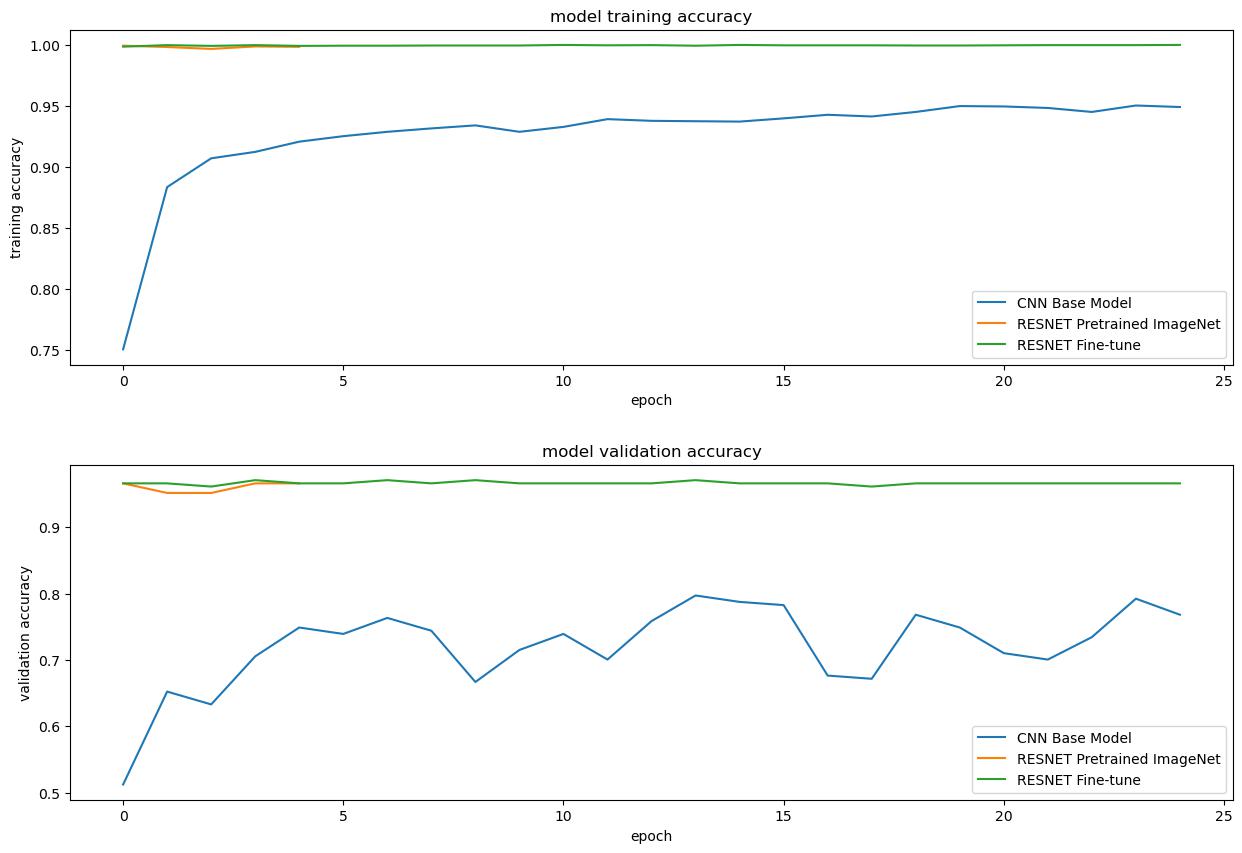 model training accuracy
1.00
0.95
0.90
0.85
0.80
0.75
training accuracy
CNN Base Model
RESNET Pretrained ImageNet
RESNET Fine-tune
0 5 10 15 20 25
epoch
model validation accuracy
0.9
0.8
0.7
0.6
0.5
validation accuracy
CNN Base Model
RESNET Pretrained ImageNet
RESNET Fine-tune
0 5 10 15 20 25
epoch